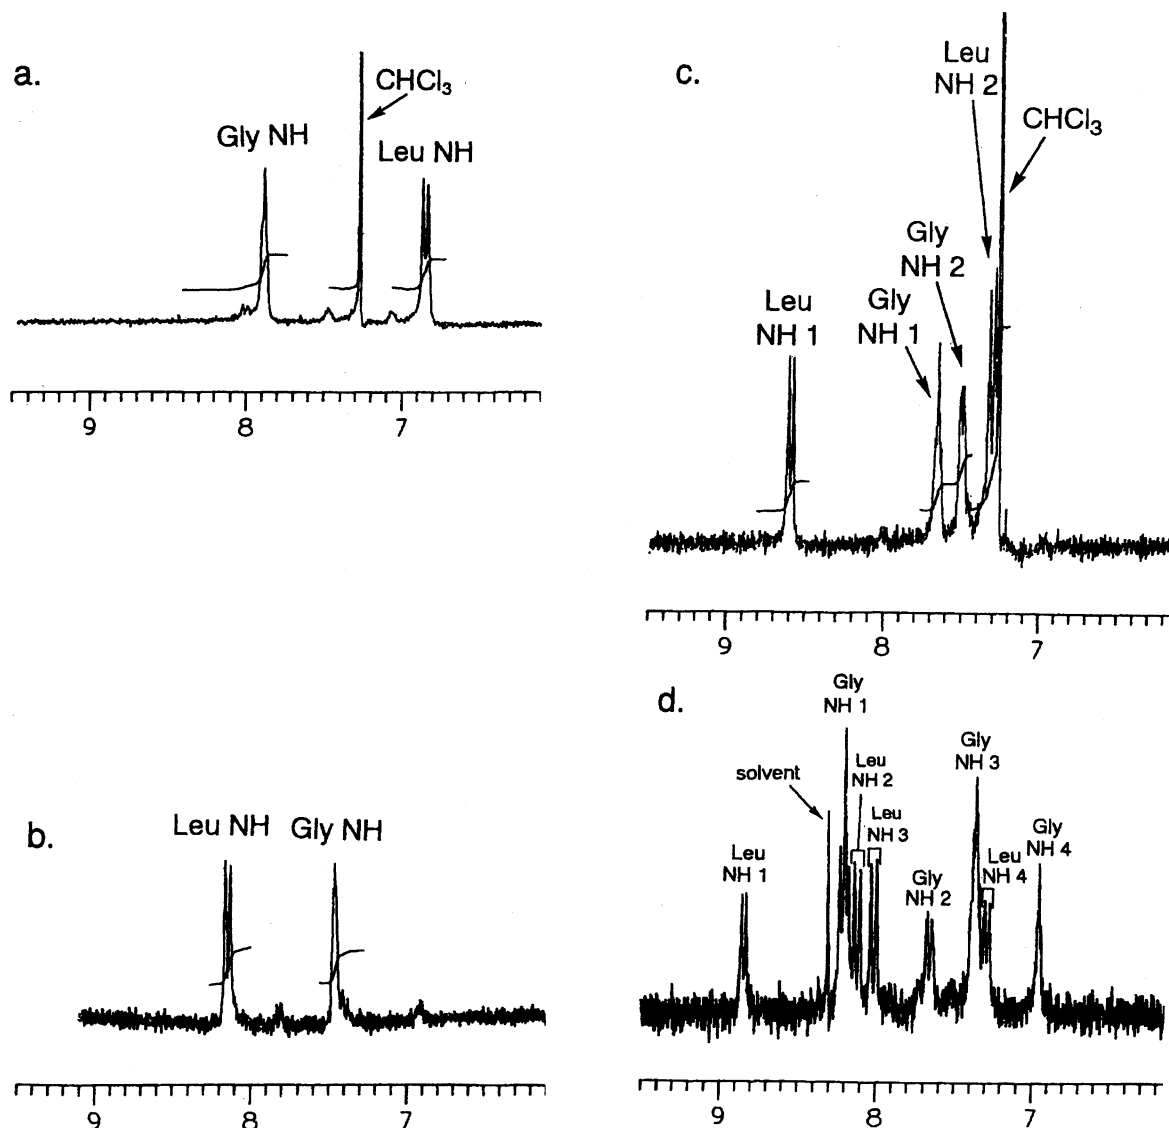 a.
CHCl₃
Gly NH
Leu NH
9 8 7
b.
Leu NH
Gly NH
9 8 7
c.
Leu
NH 2
CHCl₃
Gly
NH 2
Leu
NH 1
Gly
NH 1
9 8 7
d.
Gly
NH 1
solvent
Leu
NH 2
Leu
NH 3
Gly
NH 3
Leu
NH 1
Gly
NH 2
Leu
NH 4
Gly
NH 4
9 8 7